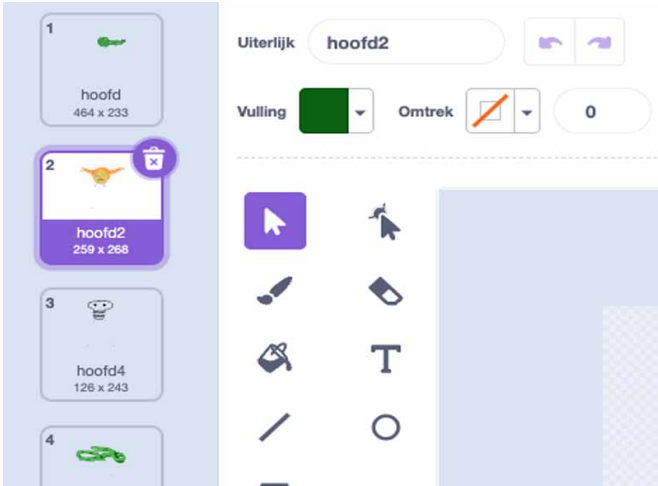 1
hoofd
464 x 233
2
hoofd2
259 x 268
3
hoofd4
126 x 243
4
Uiterlijk hoofd2
Vulling Omtrek 0
T